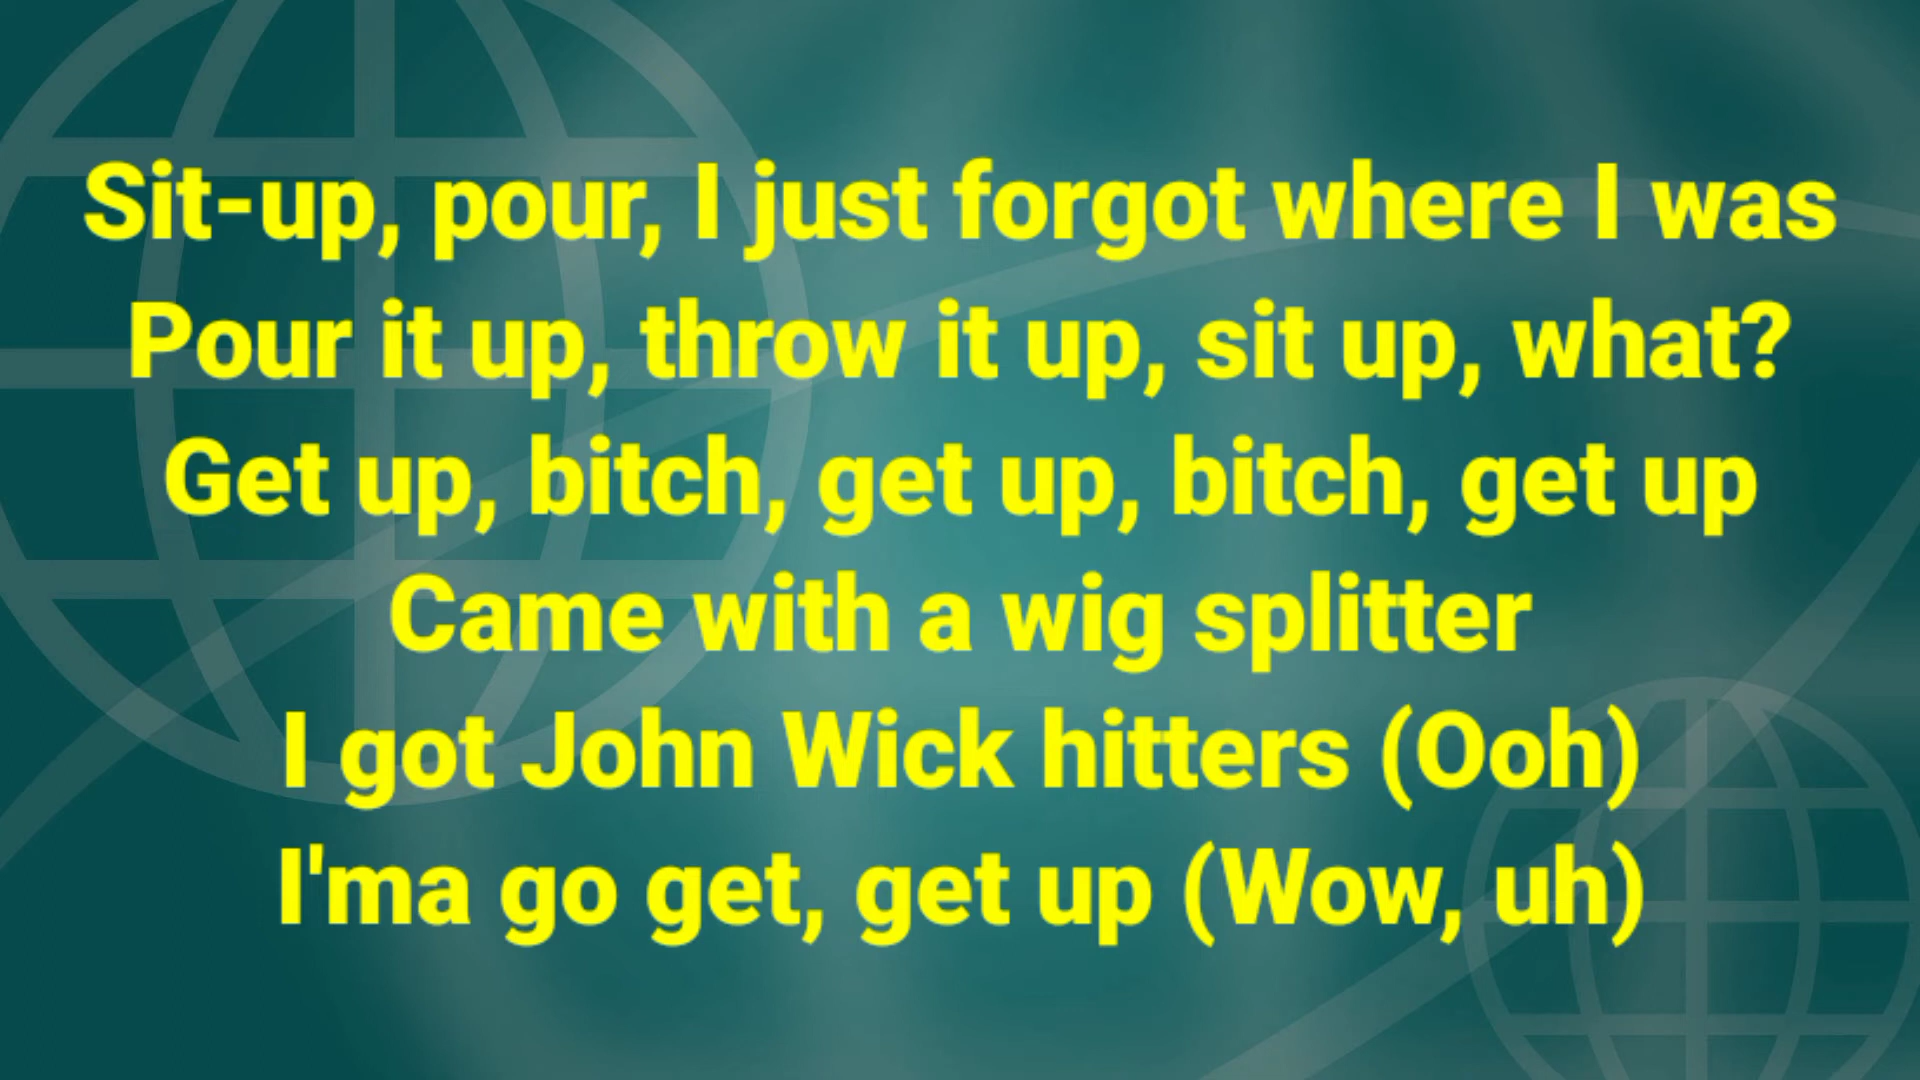 Sit-up, pour, I just forgot where I was
Pour it up, throw it up, sit up, what?
Get up, bitch, get up, bitch, get up
Came with a wig splitter
I got John Wick hitters (Ooh)
I'ma go get, get up (Wow, uh)